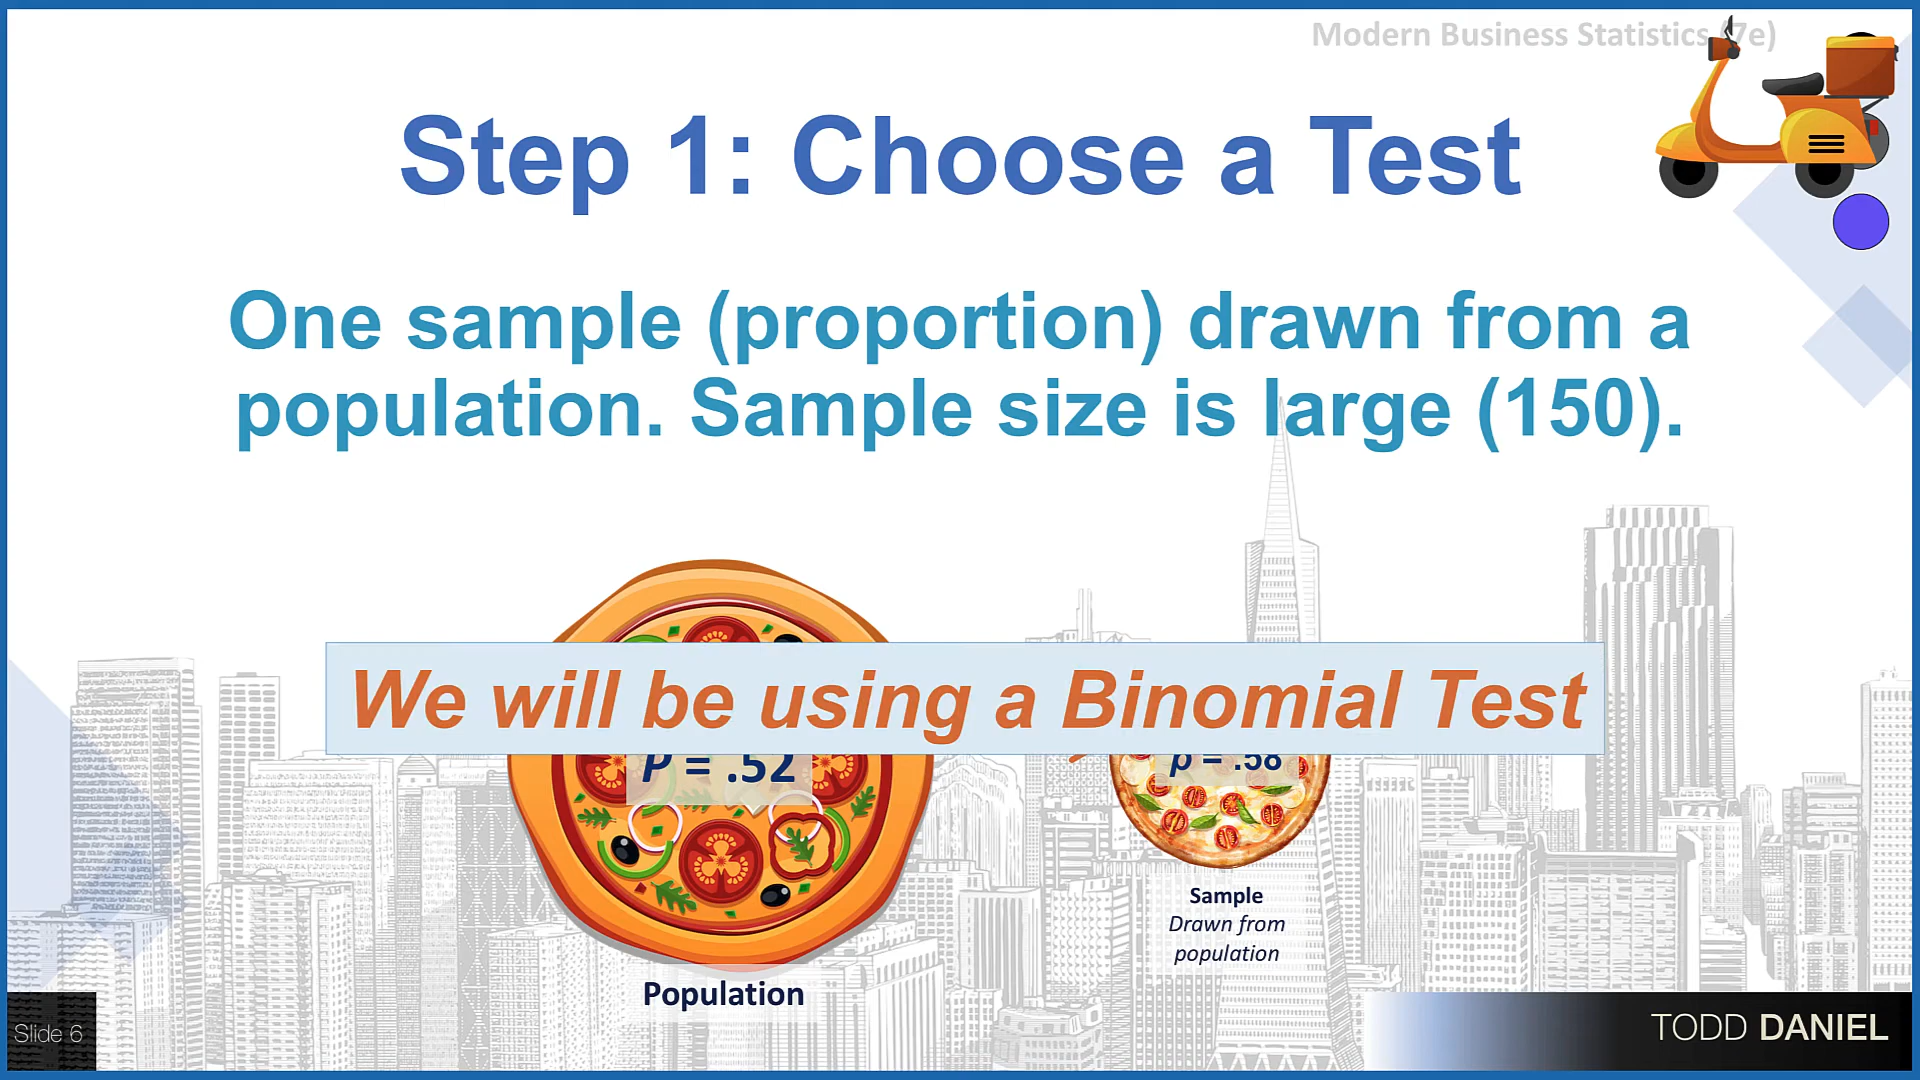 Modern Business Statistics (7e)
Step 1: Choose a Test
One sample (proportion) drawn from a
population. Sample size is large (150).
We will be using a Binomial Test
P = .52
p = .58
Sample
Drawn from
population
Population
Slide 6
TODD DANIEL